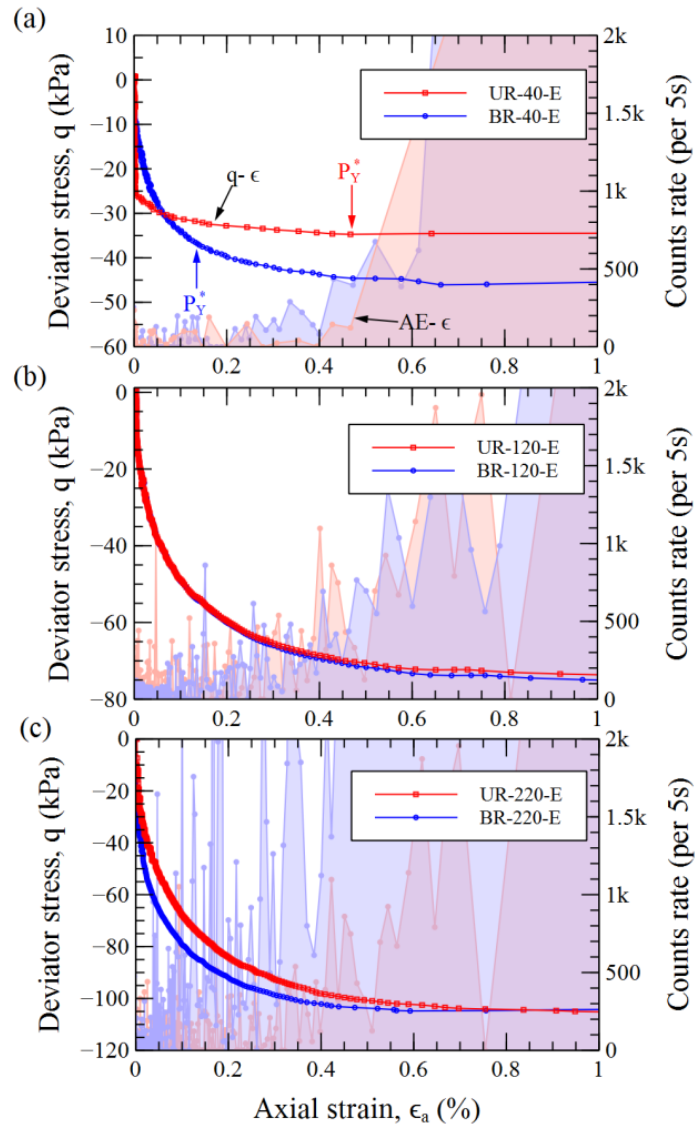 (a)
10
0
−10
−20
−30
−40
−50
−60
Deviator stress, q (kPa)
2k
1.5k
1k
500
0
Counts rate (per 5s)
UR-40-E
BR-40-E
q- ϵ
P*Y
P*Y
AE- ϵ
0 0.2 0.4 0.6 0.8 1
(b)
0
−20
−40
−60
−80
Deviator stress, q (kPa)
2k
1.5k
1k
500
0
Counts rate (per 5s)
UR-120-E
BR-120-E
0 0.2 0.4 0.6 0.8 1
(c)
0
−20
−40
−60
−80
−100
−120
Deviator stress, q (kPa)
2k
1.5k
1k
500
0
Counts rate (per 5s)
UR-220-E
BR-220-E
0 0.2 0.4 0.6 0.8 1
Axial strain, ϵa (%)